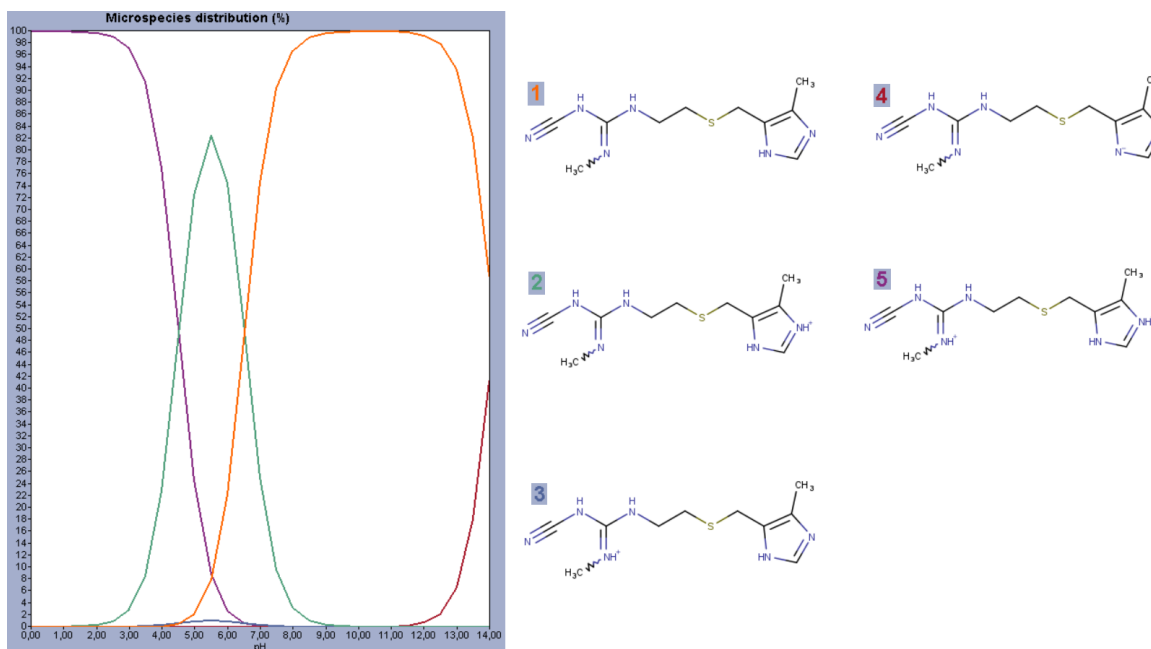 Microspecies distribution (%)
100
98
96
94
92
90
88
86
84
82
80
78
76
74
72
70
68
66
64
62
60
58
56
54
52
50
48
46
44
42
40
38
36
34
32
30
28
26
24
22
20
18
16
14
12
10
8
6
4
2
0
0,00 1,00 2,00 3,00 4,00 5,00 6,00 7,00 8,00 9,00 10,00 11,00 12,00 13,00 14,00
pH
1
CH3
H
N
H
N
N
N
S
HN
N
H3C
4
C
H
N
H
N
N
N
S
N-
H3C
2
CH3
H
N
H
N
N
N
S
HN
NH+
H3C
5
CH3
H
N
H
N
N
NH+
S
HN
NH
H3C
3
CH3
H
N
H
N
N
NH+
S
HN
N
H3C